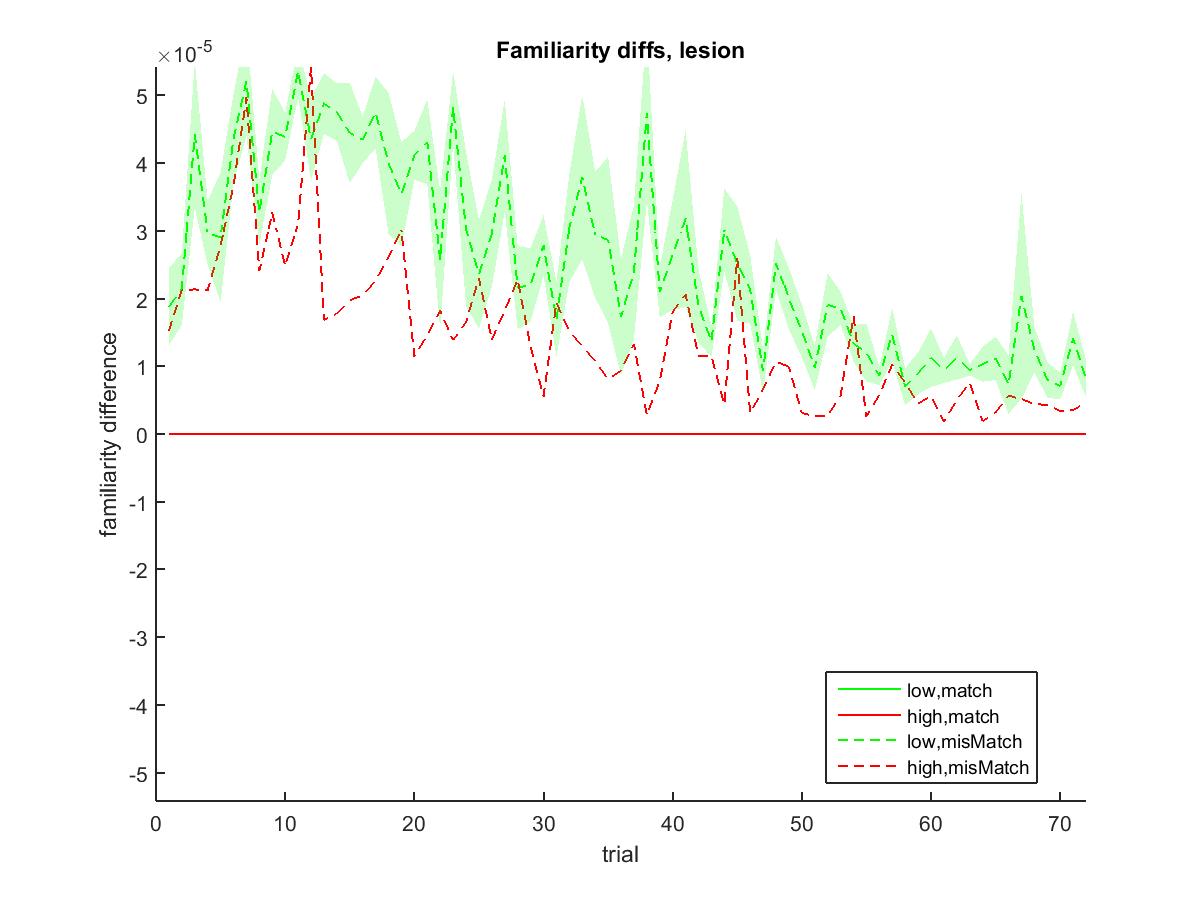 Familiarity diffs, lesion
×10-5
5
4
3
2
1
0
-1
-2
-3
-4
-5
familiarity difference
0 10 20 30 40 50 60 70
trial
low,match
high,match
low,misMatch
high,misMatch